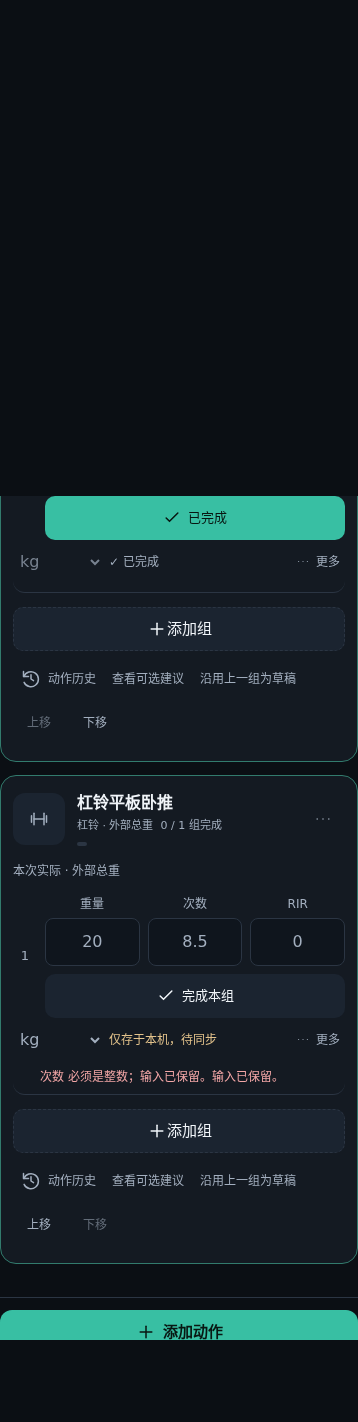 已完成
kg ✓ 已完成 ··· 更多
+添加组
动作历史 查看可选建议 沿用上一组为草稿
上移 下移
杠铃平板卧推
杠铃 · 外部总重 0 / 1 组完成
···
本次实际 · 外部总重
重量 次数 RIR
1 20 8.5 0
完成本组
kg 仅存于本机，待同步 ··· 更多
次数 必须是整数；输入已保留。输入已保留。
+添加组
动作历史 查看可选建议 沿用上一组为草稿
上移 下移
+ 添加动作